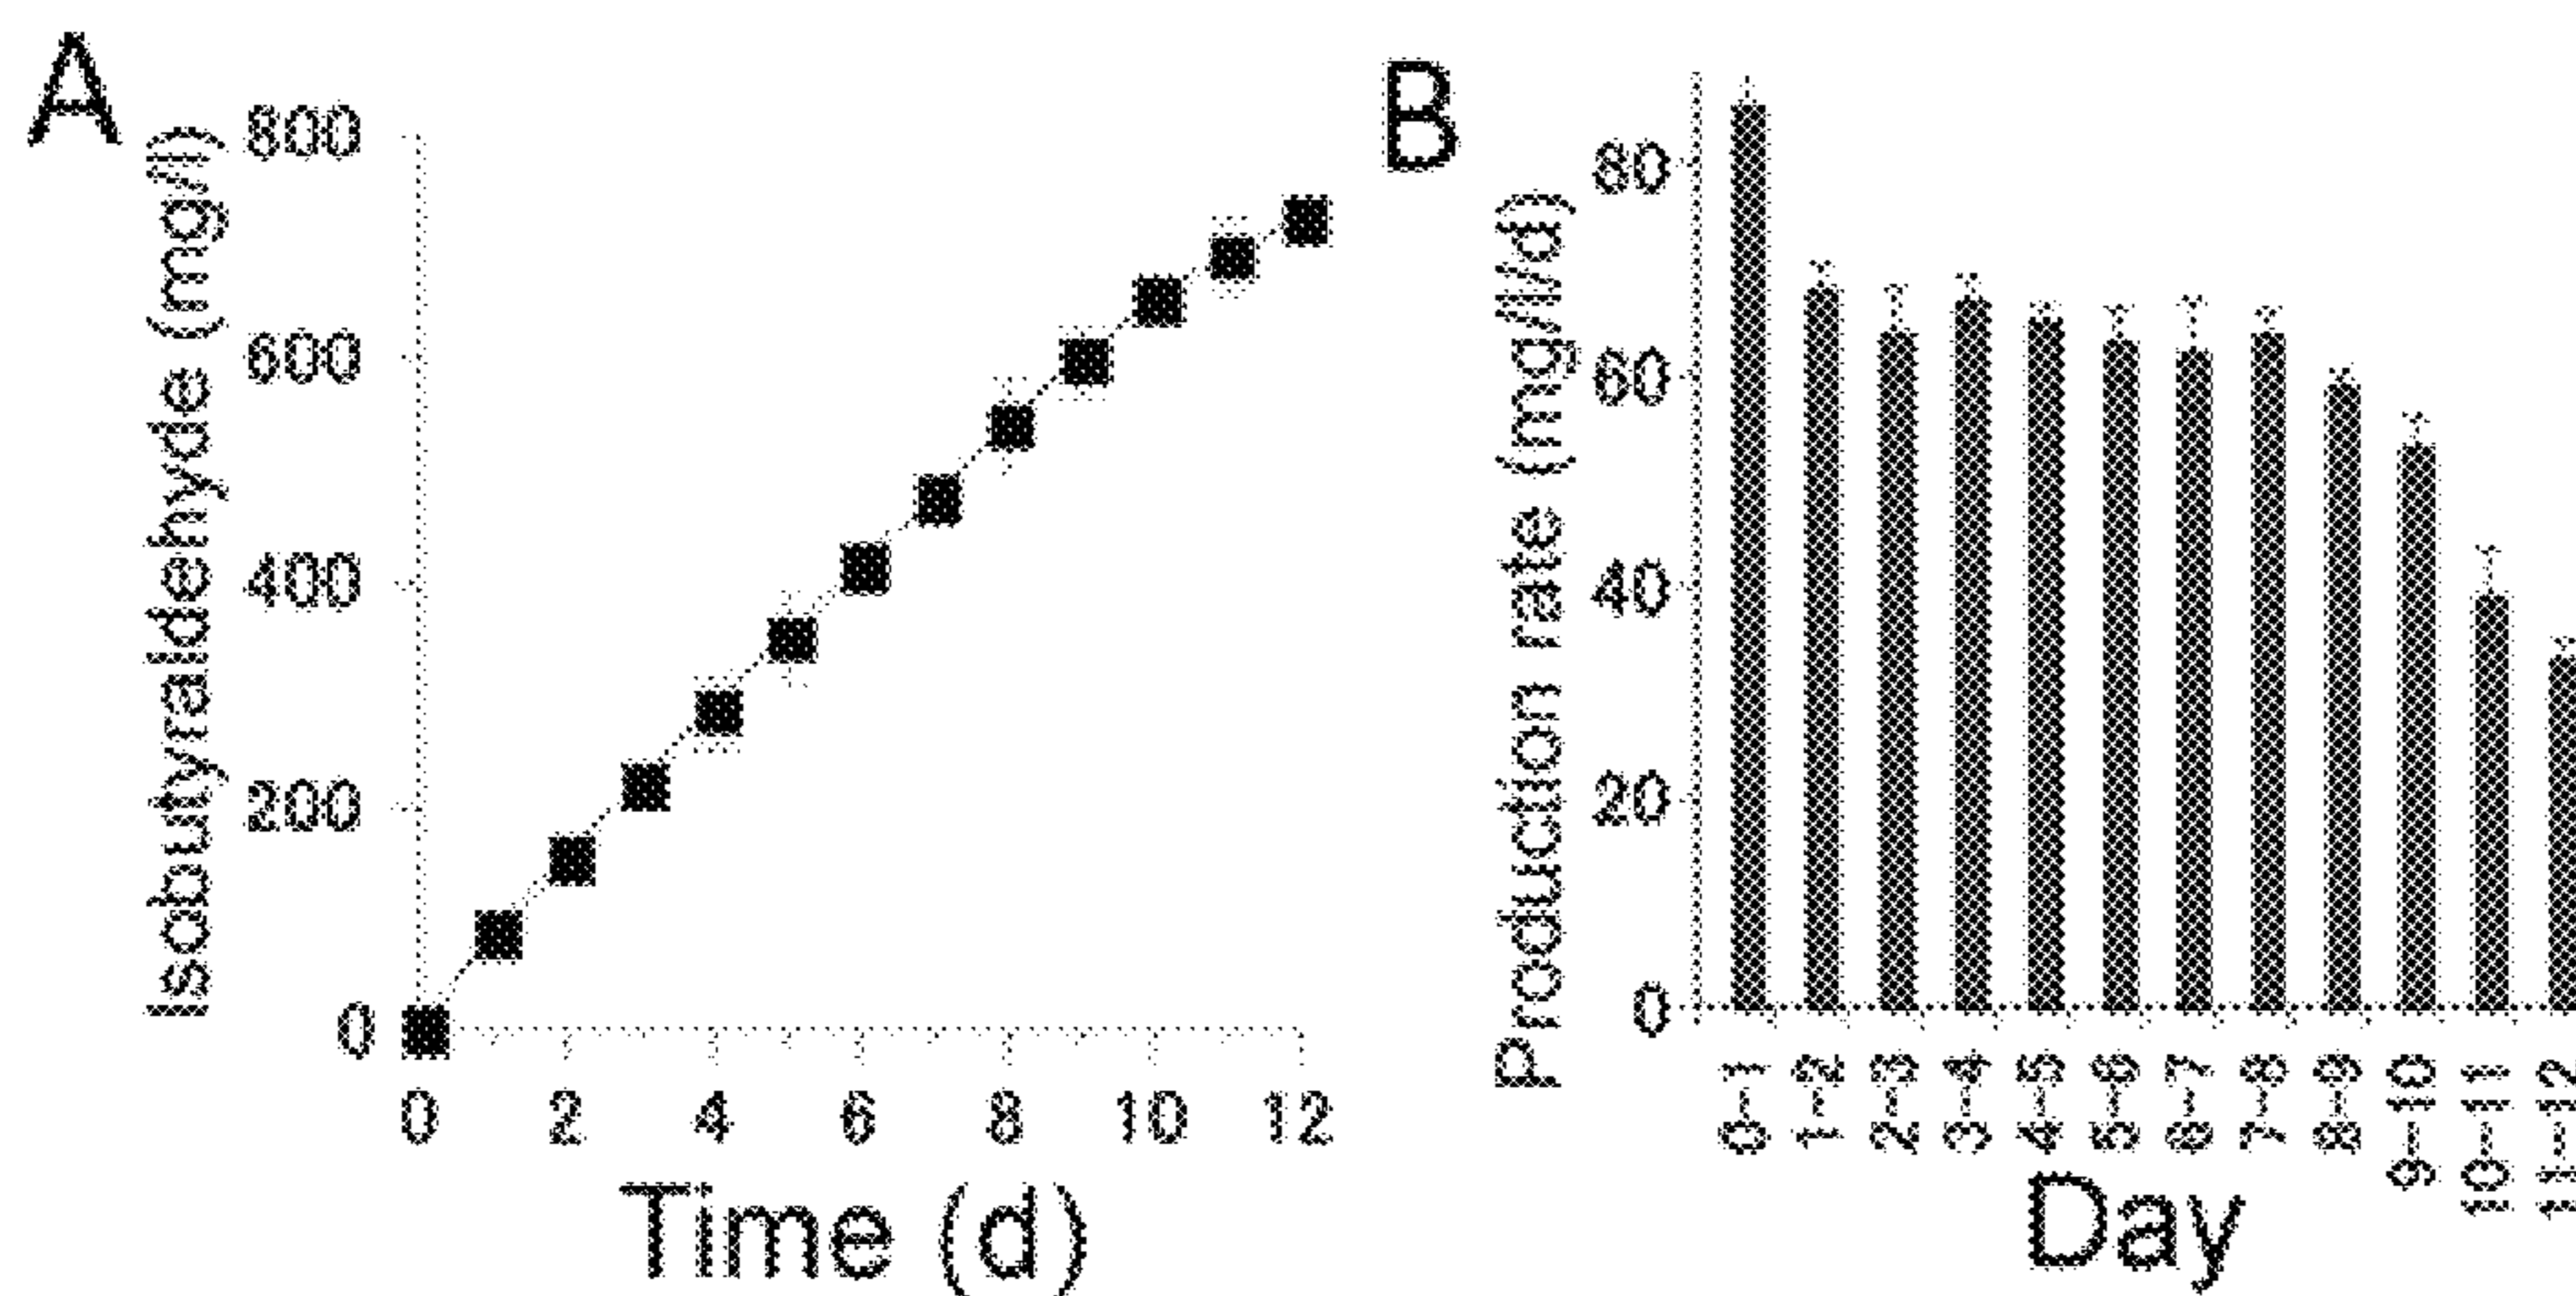 A
Isobutyraldehyde (mg/l)
800
600
400
200
0
0 2 4 6 8 10 12
Time (d)
B
Production rate (mg/l/d)
80
60
40
20
0
0-1 1-2 2-3 3-4 4-5 5-6 6-7 7-8 8-9 9-10 10-11 11-12
Day